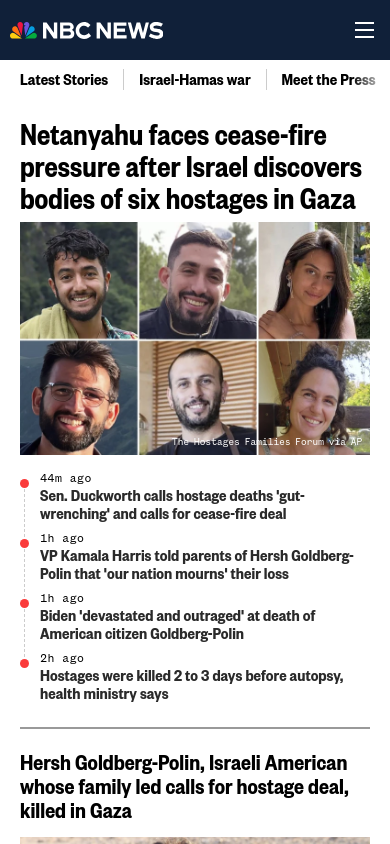 NBC NEWS
Latest Stories
Israel-Hamas war
Meet the Press
Netanyahu faces cease-fire
pressure after Israel discovers
bodies of six hostages in Gaza
The Hostages Families Forum via AP
44m ago
Sen. Duckworth calls hostage deaths 'gut-
wrenching' and calls for cease-fire deal
1h ago
VP Kamala Harris told parents of Hersh Goldberg-
Polin that 'our nation mourns' their loss
1h ago
Biden 'devastated and outraged' at death of
American citizen Goldberg-Polin
2h ago
Hostages were killed 2 to 3 days before autopsy,
health ministry says
Hersh Goldberg-Polin, Israeli American
whose family led calls for hostage deal,
killed in Gaza